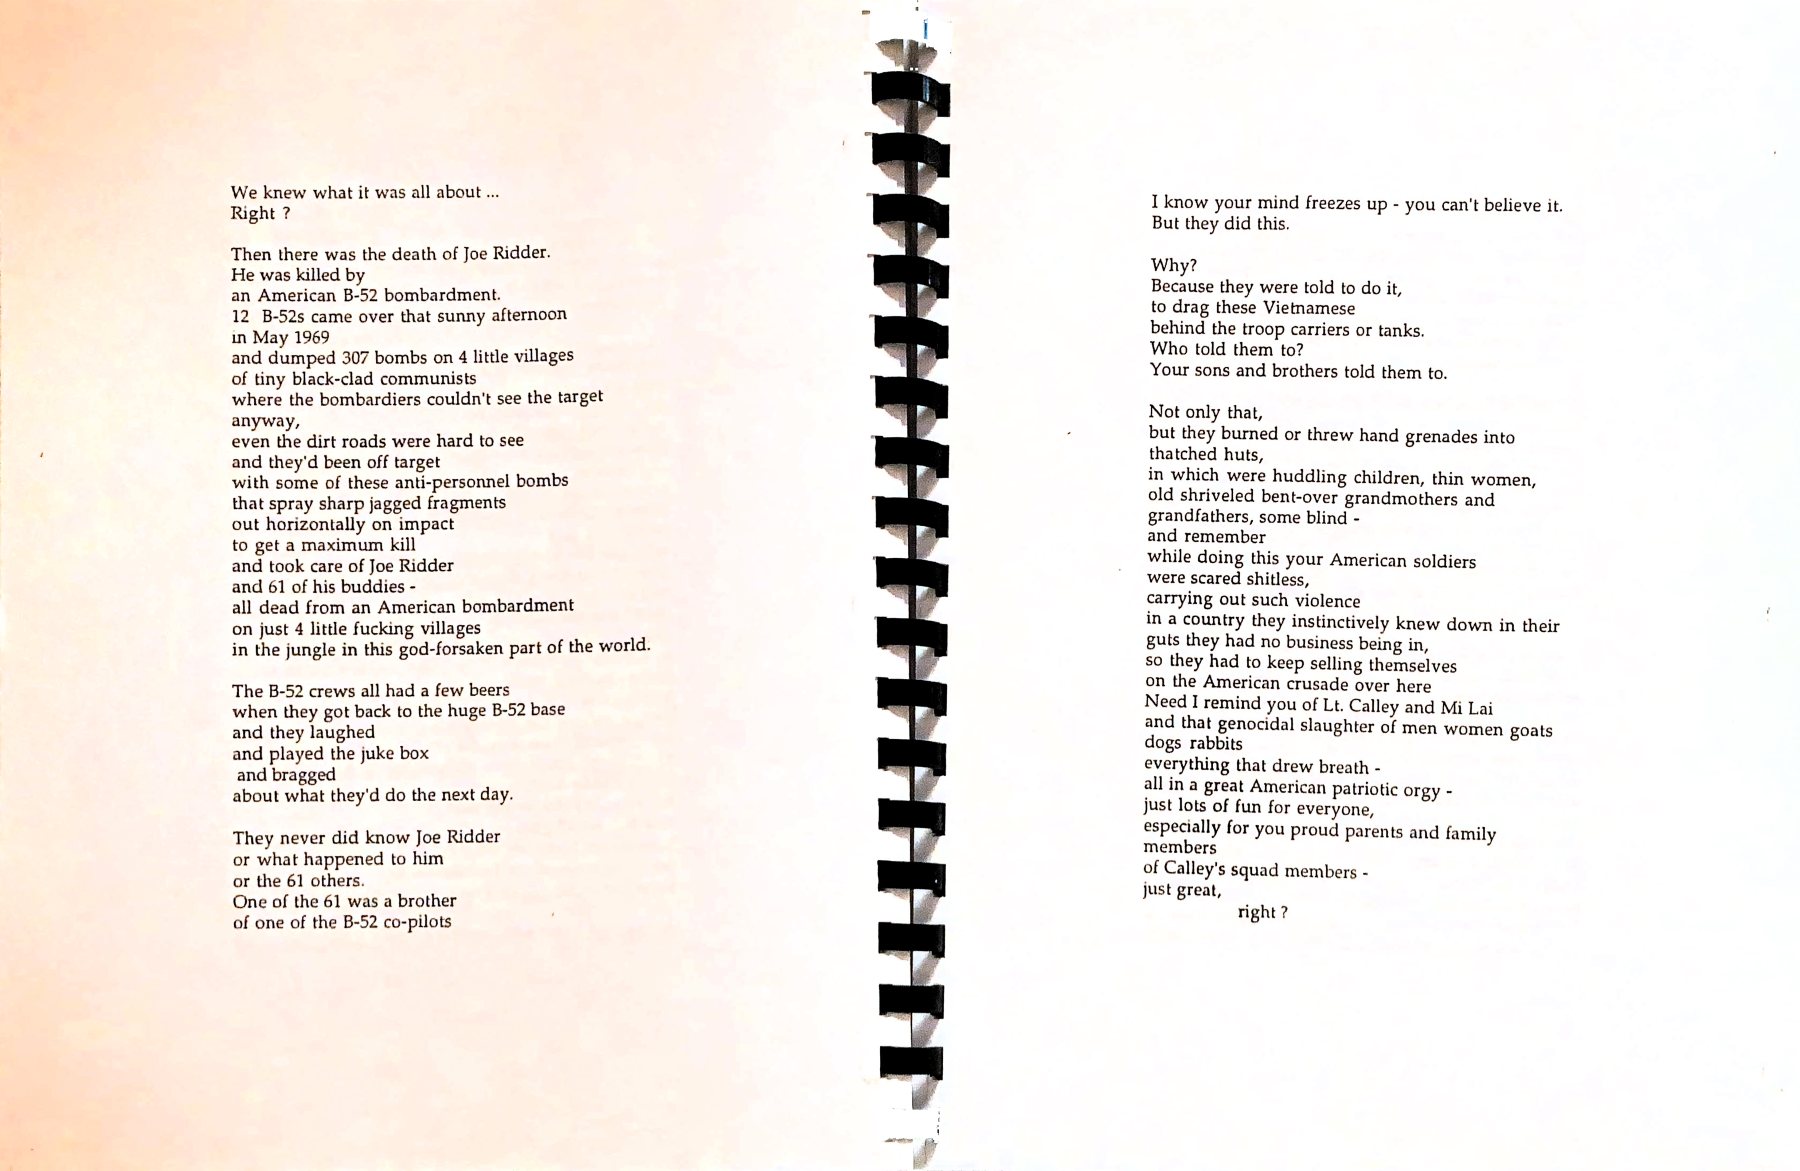 We knew what it was all about ...
Right ?
Then there was the death of Joe Ridder.
He was killed by
an American B-52 bombardment.
12 B-52s came over that sunny afternoon
in May 1969
and dumped 307 bombs on 4 little villages
of tiny black-clad communists
where the bombardiers couldn't see the target
anyway,
even the dirt roads were hard to see
and they'd been off target
with some of these anti-personnel bombs
that spray sharp jagged fragments
out horizontally on impact
to get a maximum kill
and took care of Joe Ridder
and 61 of his buddies -
all dead from an American bombardment
on just 4 little fucking villages
in the jungle in this god-forsaken part of the world.
The B-52 crews all had a few beers
when they got back to the huge B-52 base
and they laughed
and played the juke box
and bragged
about what they'd do the next day.
They never did know Joe Ridder
or what happened to him
or the 61 others.
One of the 61 was a brother
of one of the B-52 co-pilots
I know your mind freezes up - you can't believe it.
But they did this.
Why?
Because they were told to do it,
to drag these Vietnamese
behind the troop carriers or tanks.
Who told them to?
Your sons and brothers told them to.
Not only that,
but they burned or threw hand grenades into
thatched huts,
in which were huddling children, thin women,
old shriveled bent-over grandmothers and
grandfathers, some blind -
and remember
while doing this your American soldiers
were scared shitless,
carrying out such violence
in a country they instinctively knew down in their
guts they had no business being in,
so they had to keep selling themselves
on the American crusade over here
Need I remind you of Lt. Calley and Mi Lai
and that genocidal slaughter of men women goats
dogs rabbits
everything that drew breath -
all in a great American patriotic orgy -
just lots of fun for everyone,
especially for you proud parents and family
members
of Calley's squad members -
just great,
right ?